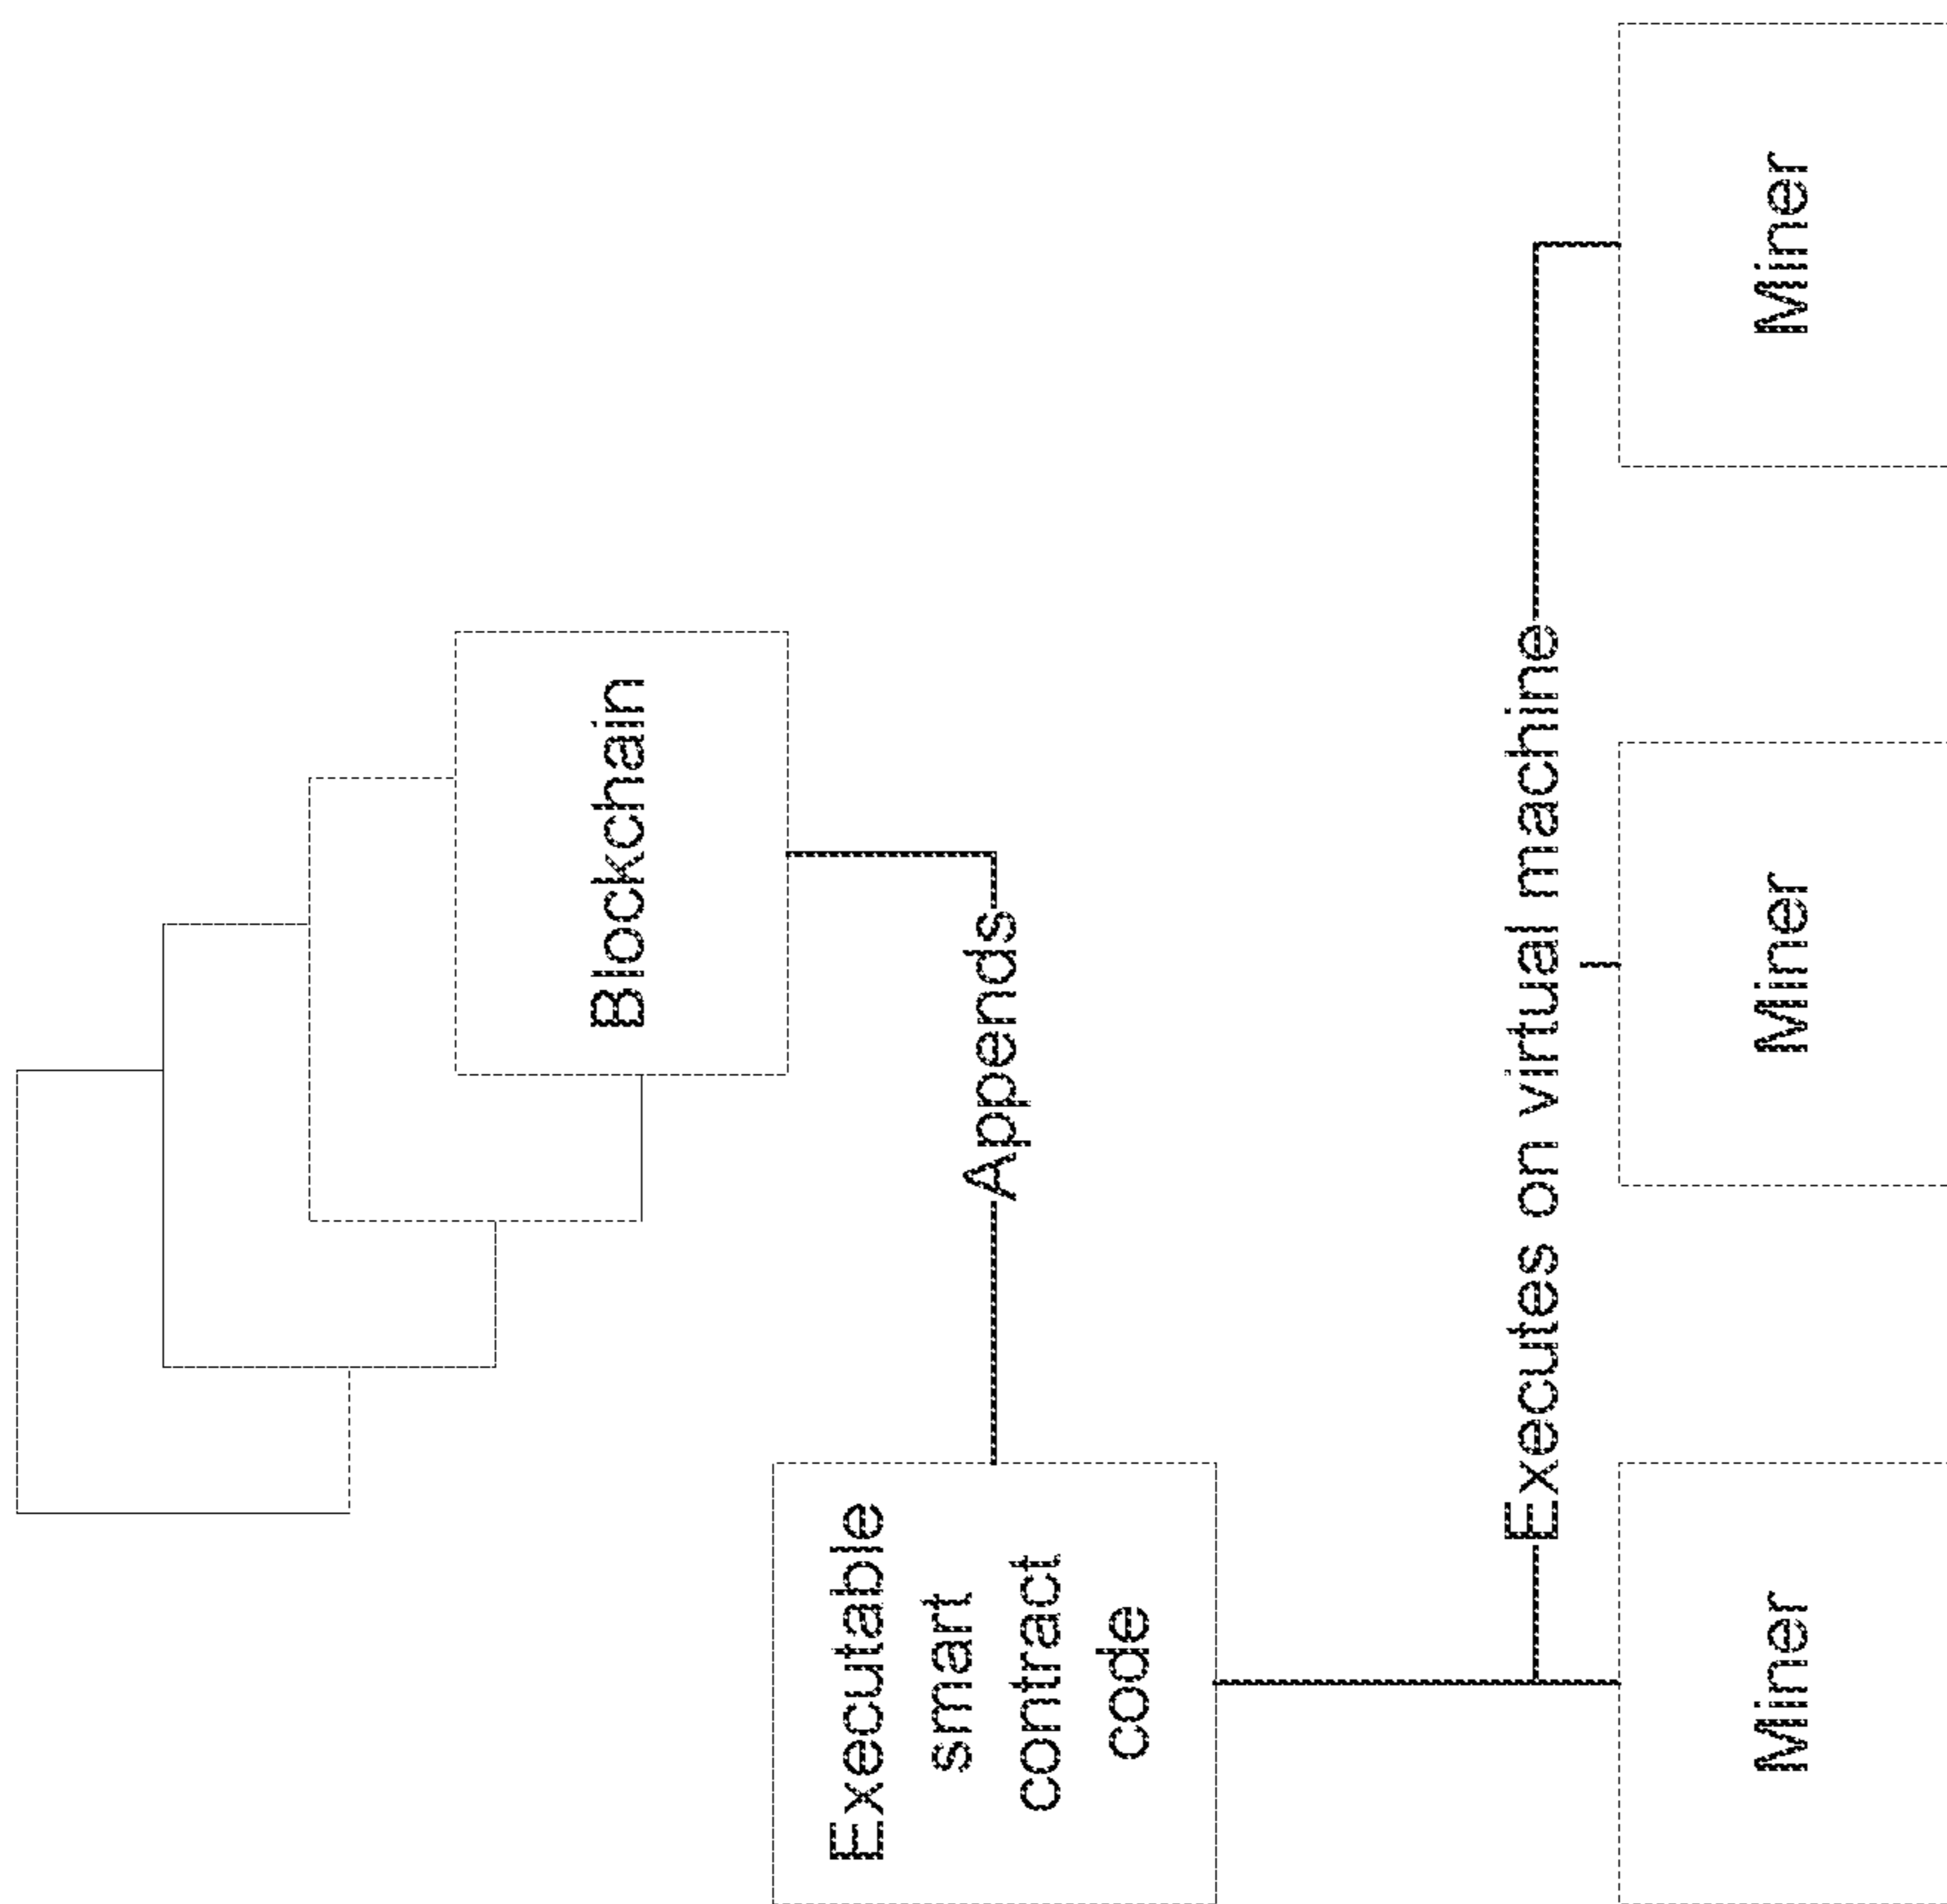 Blockchain
Appends
Executable
smart
contract
code
Executes on virtual machine
Miner
Miner
Miner